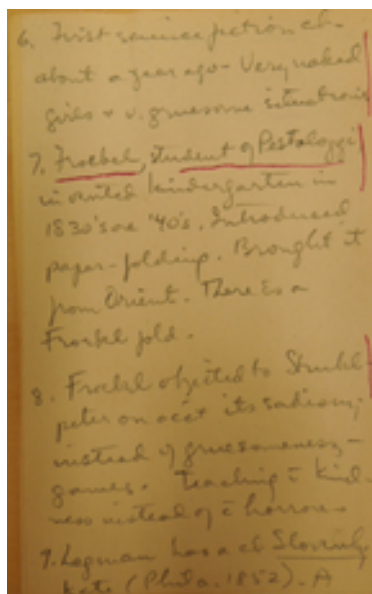 6. First science fiction ch.
about a year ago - Very naked
girls & v. gruesome situations
7. Froebel, student of Pestalozzi
invented kindergarten in
1830's or '40's. Introduced
paper-folding. Brought it
from Orient. There is a
Froebel fold.
8. Froebel objected to Struwel-
peter on acct its sadism,
instead of gruesomeness -
games. Teaching c̄ kind-
ness instead of c̄ horror.
9. Legman has a ch Slovenly
Kate (Phila. 1852). A